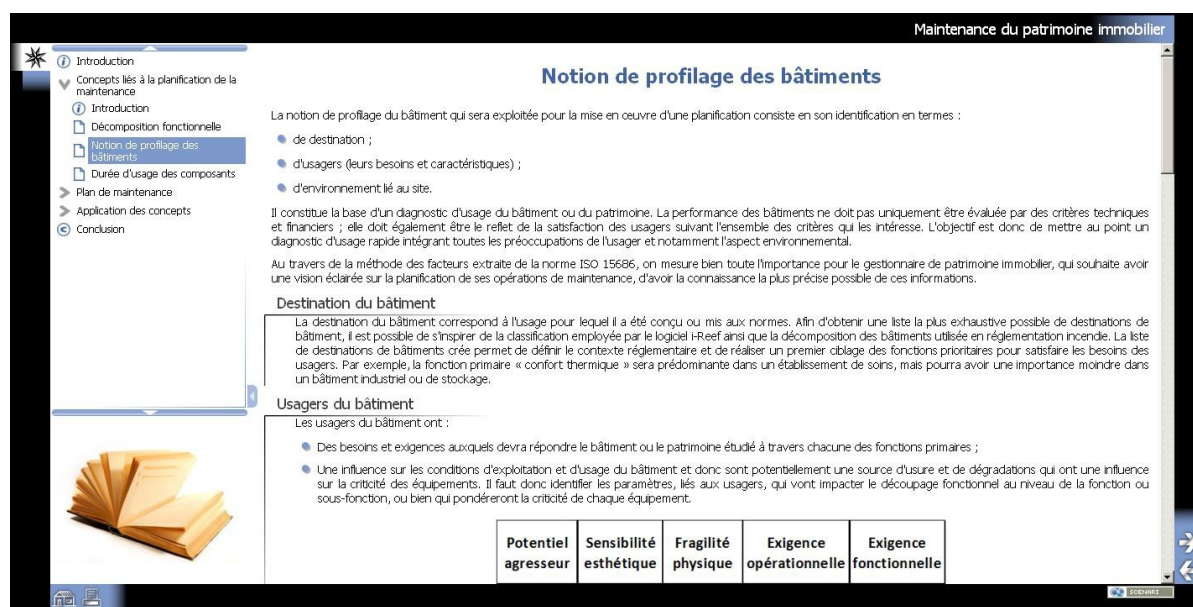 Maintenance du patrimoine immobilier
Introduction
Concepts liés à la planification de la
maintenance
Introduction
Décomposition fonctionnelle
Notion de profilage des
bâtiments
Durée d'usage des composants
Plan de maintenance
Application des concepts
Conclusion
Notion de profilage des bâtiments
La notion de profilage du bâtiment qui sera exploitée pour la mise en œuvre d'une planification consiste en son identification en termes :
de destination ;
d'usagers (leurs besoins et caractéristiques) ;
d'environnement lié au site.
Il constitue la base d'un diagnostic d'usage du bâtiment ou du patrimoine. La performance des bâtiments ne doit pas uniquement être évaluée par des critères techniques
et financiers ; elle doit également être le reflet de la satisfaction des usagers suivant l'ensemble des critères qui les intéresse. L'objectif est donc de mettre au point un
diagnostic d'usage rapide intégrant toutes les préoccupations de l'usager et notamment l'aspect environnemental.
Au travers de la méthode des facteurs extraite de la norme ISO 15686, on mesure bien toute l'importance pour le gestionnaire de patrimoine immobilier, qui souhaite avoir
une vision éclairée sur la planification de ses opérations de maintenance, d'avoir la connaissance la plus précise possible de ces informations.
Destination du bâtiment
La destination du bâtiment correspond à l'usage pour lequel il a été conçu ou mis aux normes. Afin d'obtenir une liste la plus exhaustive possible de destinations de
bâtiment, il est possible de s'inspirer de la classification employée par le logiciel i-Reef ainsi que la décomposition des bâtiments utilisée en réglementation incendie. La liste
de destinations de bâtiments crée permet de définir le contexte réglementaire et de réaliser un premier ciblage des fonctions prioritaires pour satisfaire les besoins des
usagers. Par exemple, la fonction primaire « confort thermique » sera prédominante dans un établissement de soins, mais pourra avoir une importance moindre dans
un bâtiment industriel ou de stockage.
Usagers du bâtiment
Les usagers du bâtiment ont :
Des besoins et exigences auxquels devra répondre le bâtiment ou le patrimoine étudié à travers chacune des fonctions primaires ;
Une influence sur les conditions d'exploitation et d'usage du bâtiment et donc sont potentiellement une source d'usure et de dégradations qui ont une influence
sur la criticité des équipements. Il faut donc identifier les paramètres, liés aux usagers, qui vont impacter le découpage fonctionnel au niveau de la fonction ou
sous-fonction, ou bien qui pondéreront la criticité de chaque équipement.
Potentiel Sensibilité Fragilité Exigence Exigence
agresseur esthétique physique opérationnelle fonctionnelle
SCENARI